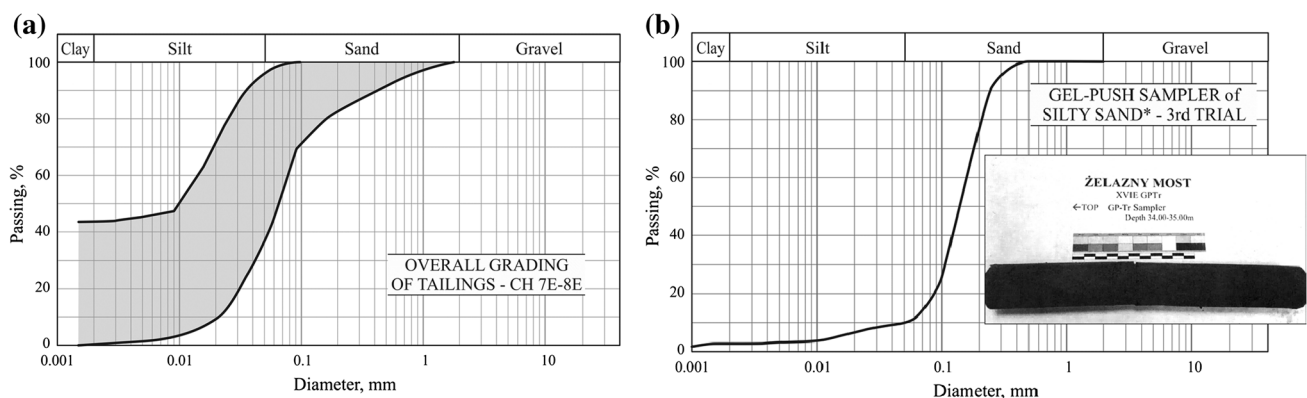 (a)
Clay Silt Sand Gravel
100
80
60
40
20
0
Passing, %
OVERALL GRADING
OF TAILINGS - CH 7E-8E
0.001 0.01 0.1 1 10
Diameter, mm
(b)
Clay Silt Sand Gravel
100
80
60
40
20
0
Passing, %
GEL-PUSH SAMPLER of
SILTY SAND* - 3rd TRIAL
ŻELAZNY MOST
XVIE GPTr
←TOP GP-Tr Sampler
Depth 34.00-35.00m
0.001 0.01 0.1 1 10
Diameter, mm